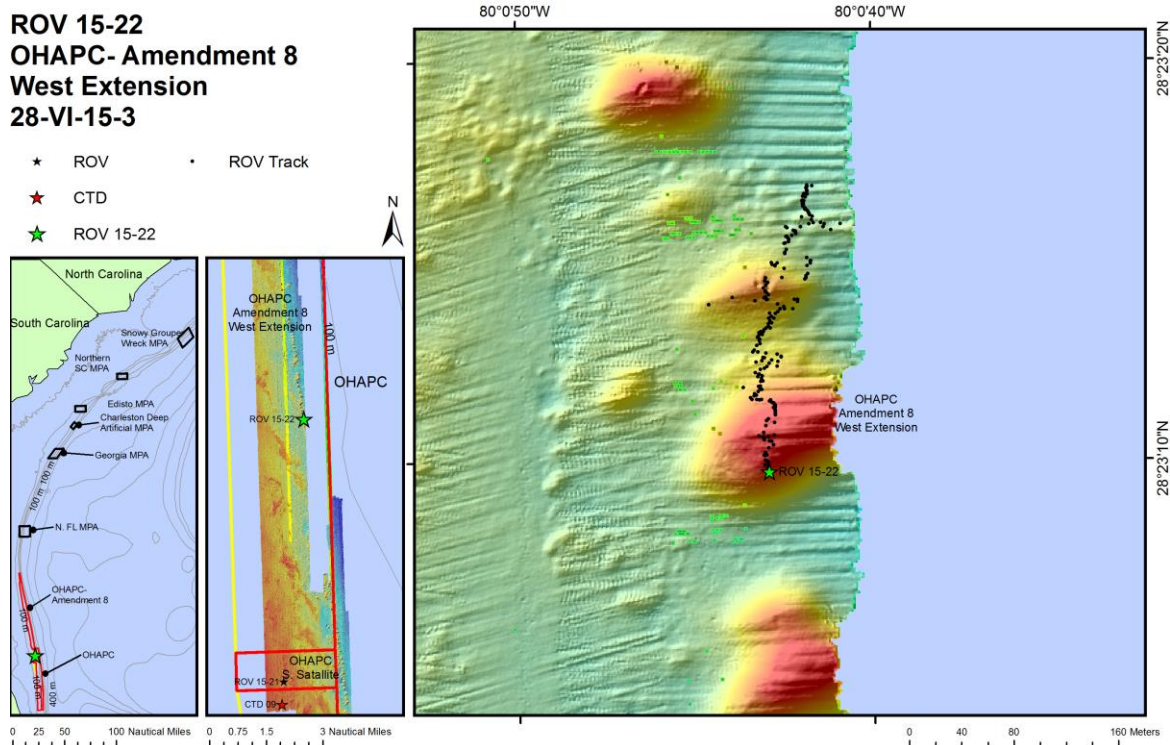 ROV 15-22
OHAPC- Amendment 8
West Extension
28-VI-15-3
ROV
ROV Track
CTD
ROV 15-22
N
North Carolina
South Carolina
Snowy Grouper
Wreck MPA
Northern
SC MPA
Edisto MPA
Charleston Deep
Artificial MPA
Georgia MPA
100 m
100 m
N. FL MPA
OHAPC-
Amendment 8
100 m
OHAPC
100 m
400 m
0 25 50 100 Nautical Miles
OHAPC
Amendment 8
West Extension
100 m
OHAPC
ROV 15-22
OHAPC
Satallite
ROV 15-21
CTD 09
0 0.75 1.5 3 Nautical Miles
80°0'50"W
80°0'40"W
28°23'20"N
28°23'10"N
OHAPC
Amendment 8
West Extension
ROV 15-22
0 40 80 160 Meters